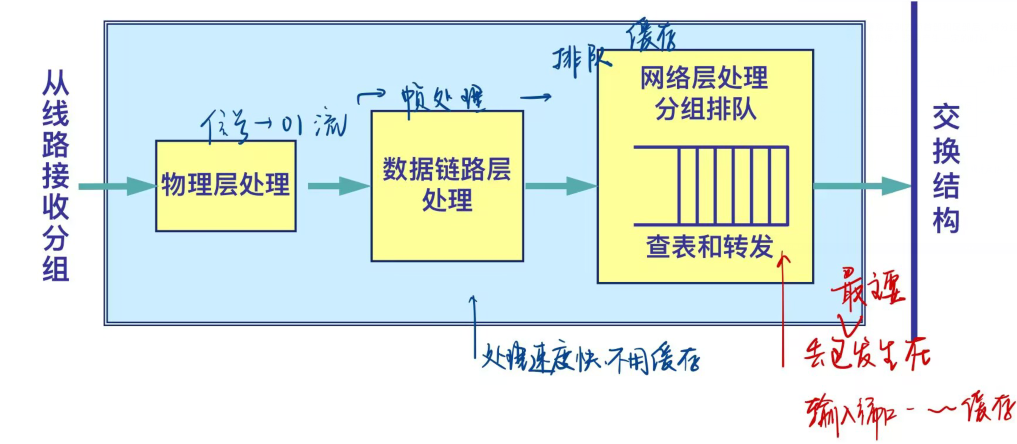 从线路接收分组
信号→01流
物理层处理
帧处理
数据链路层
处理
排队 缓存
网络层处理
分组排队
查表和转发
交换结构
处理速度快.不用缓存
最主要
丢包发生在
输入端口
缓存